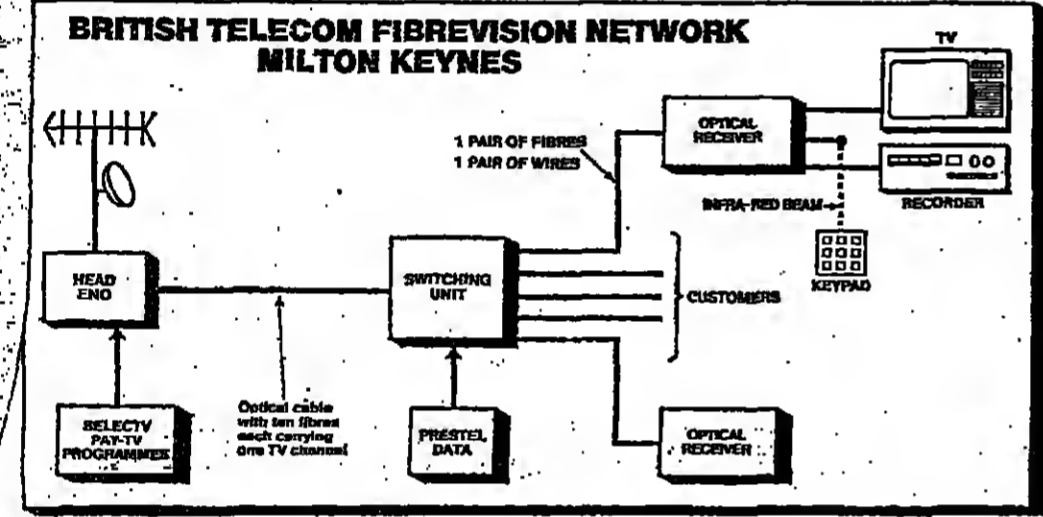 BRITISH TELECOM FIBREVISION NETWORK
MILTON KEYNES
TV
OPTICAL
RECEIVER
1 PAIR OF FIBRES
1 PAIR OF WIRES
INFRA-RED BEAM
RECORDER
KEYPAD
HEAD
END
SWITCHING
UNIT
CUSTOMERS
Optical cable
with ten fibres
each carrying
one TV channel
SELECTV
PAY-TV
PROGRAMMES
PRESTEL
DATA
OPTICAL
RECEIVER